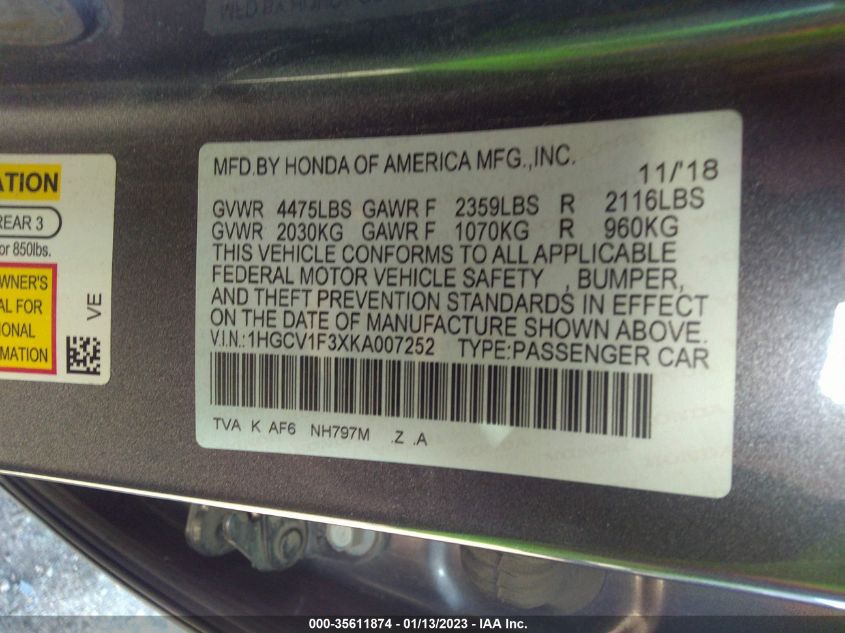 ATION
REAR 3
or 850lbs.
WNER'S
AL FOR
IONAL
VE
MFD.BY HONDA OF AMERICA MFG.,INC. 11/'18
GVWR 4475LBS GAWR F 2359LBS R 2116LBS
GVWR 2030KG GAWR F 1070KG R 960KG
THIS VEHICLE CONFORMS TO ALL APPLICABLE
FEDERAL MOTOR VEHICLE SAFETY , BUMPER,
AND THEFT PREVENTION STANDARDS IN EFFECT
ON THE DATE OF MANUFACTURE SHOWN ABOVE.
V.I.N.:1HGCV1F3XKA007252 TYPE:PASSENGER CAR
TVA K AF6 NH797M .Z .A
000-35611874 / 01/13/2023 - IAA Inc.